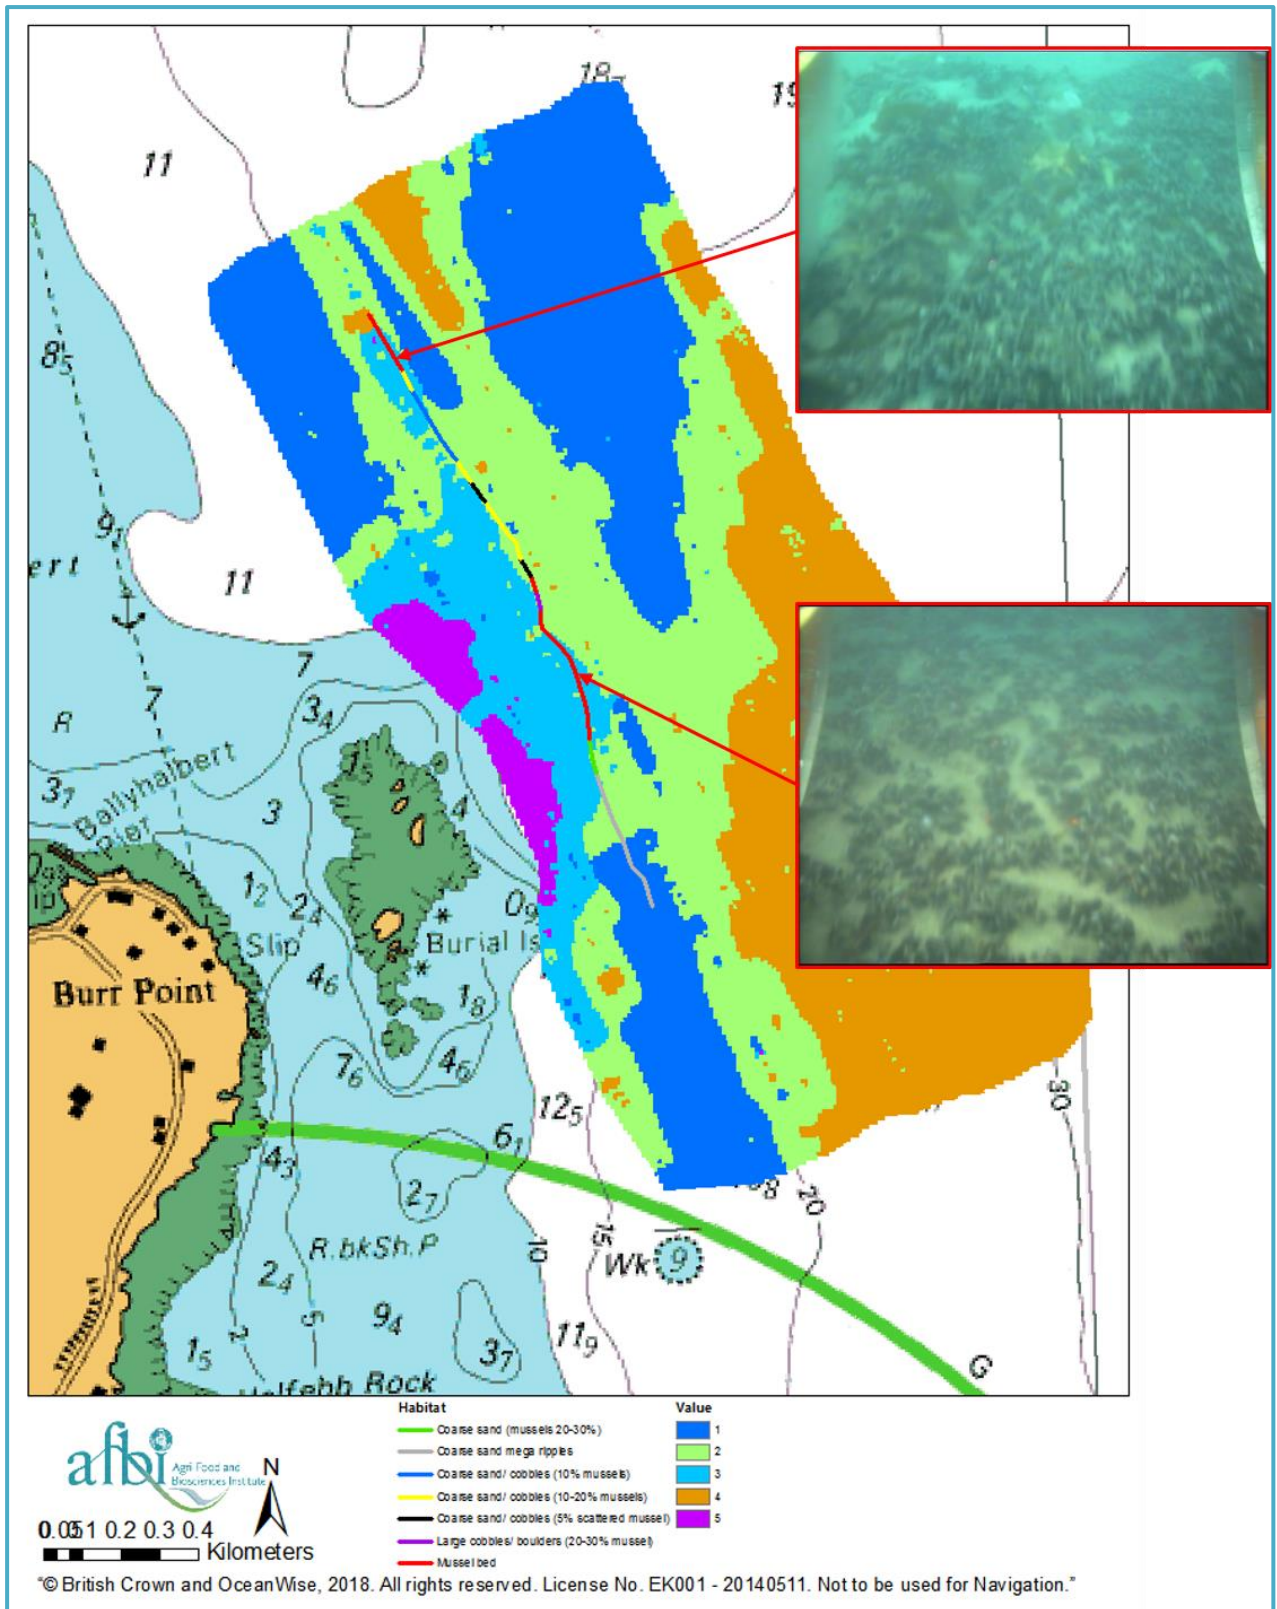 18₇
19
11
8₅
9₁
ert
11
7
7
R
3₄
3₇
Ballyhalbert
Pier
15
3
4
1₂
2₄
0₉
Slip
Burial Is
4₆
1₈
Burr Point
7₆
4₆
12₅
30
4₃
6₁
2₇
20
15
10
R.bkSh.P
Wk 9
2₄
5
2
9₄
11₉
1₅
3₇
G
Halfebb Rock
Habitat
Coarse sand (mussels 20-30%)
Coarse sand mega ripples
Coarse sand/ cobbles (10% mussels)
Coarse sand/ cobbles (10-20% mussels)
Coarse sand/ cobbles (5% scattered mussel)
Large cobbles/ boulders (20-30% mussel)
Mussel bed
Value
1
2
3
4
5
afbi
Agri-Food and
Biosciences Institute
N
0 0.05 0.1 0.2 0.3 0.4
Kilometers
"© British Crown and OceanWise, 2018. All rights reserved. License No. EK001 - 20140511. Not to be used for Navigation."